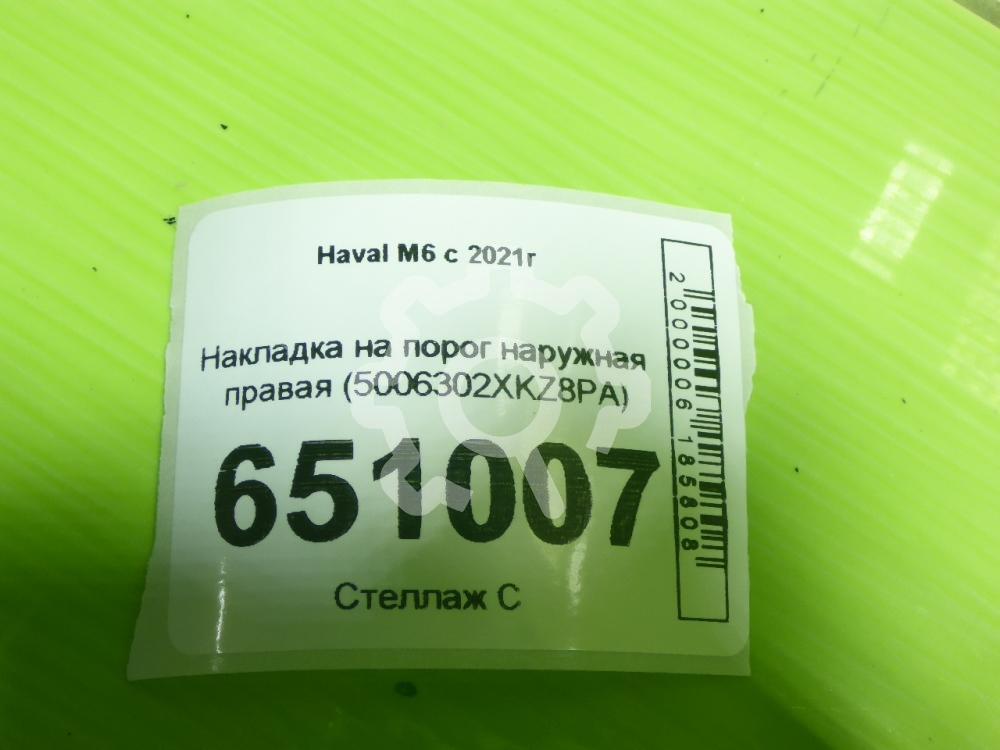 Haval M6 с 2021г
Накладка на порог наружная
правая (5006302XKZ8PA)
651007
Стеллаж С
2000006185808